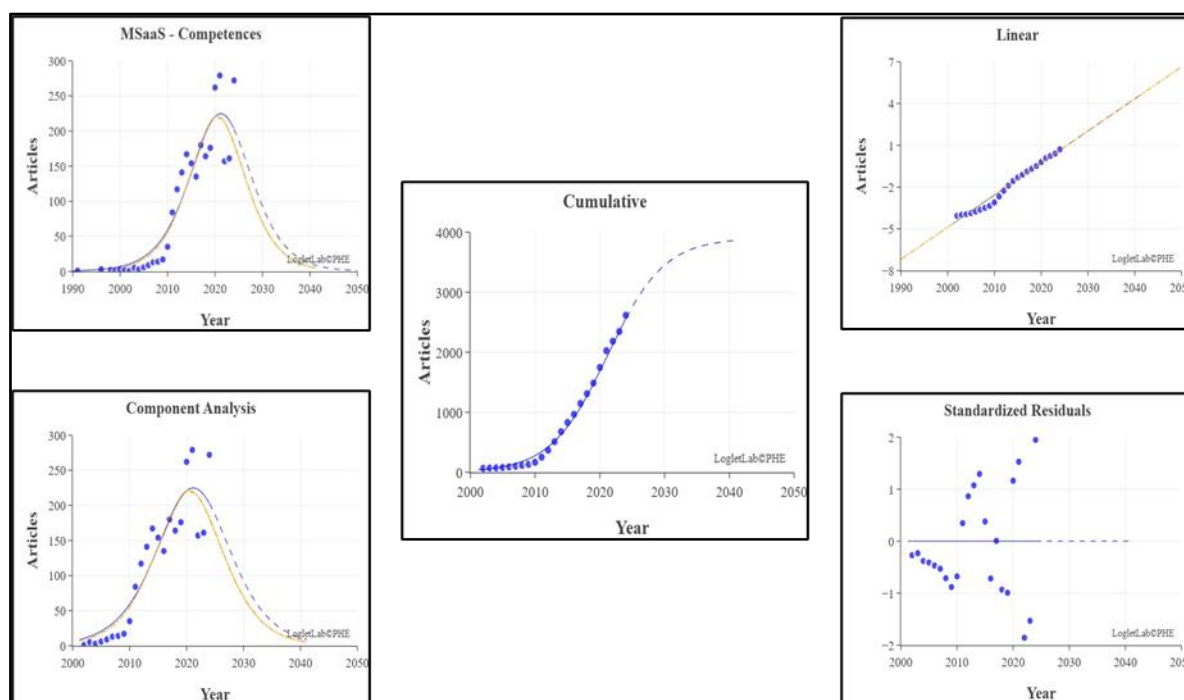 MSaaS - Competences
300
250
200
150
100
50
0
Articles
LogletLab©PHE
1990 2000 2010 2020 2030 2040 2050
Year
Linear
7
4
1
−2
−5
−8
Articles
LogletLab©PHE
1990 2000 2010 2020 2030 2040 205
Year
Cumulative
4000
3000
2000
1000
0
Articles
LogletLab©PHE
2000 2010 2020 2030 2040 2050
Year
Component Analysis
300
250
200
150
100
50
0
Articles
LogletLab©PHE
2000 2010 2020 2030 2040 2050
Year
Standardized Residuals
2
1
0
−1
−2
Articles
LogletLab©PHE
2000 2010 2020 2030 2040 205
Year